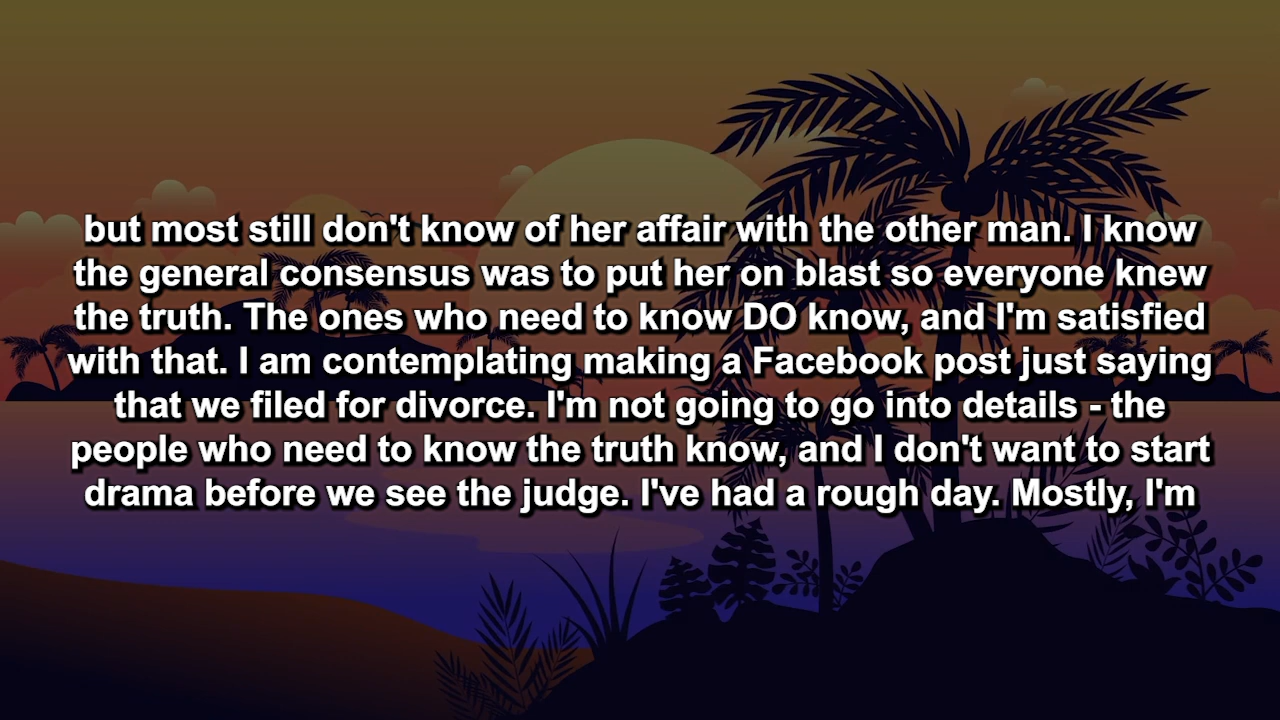 but most still don't know of her affair with the other man. I know
the general consensus was to put her on blast so everyone knew
the truth. The ones who need to know DO know, and I'm satisfied
with that. I am contemplating making a Facebook post just saying
that we filed for divorce. I'm not going to go into details - the
people who need to know the truth know, and I don't want to start
drama before we see the judge. I've had a rough day. Mostly, I'm